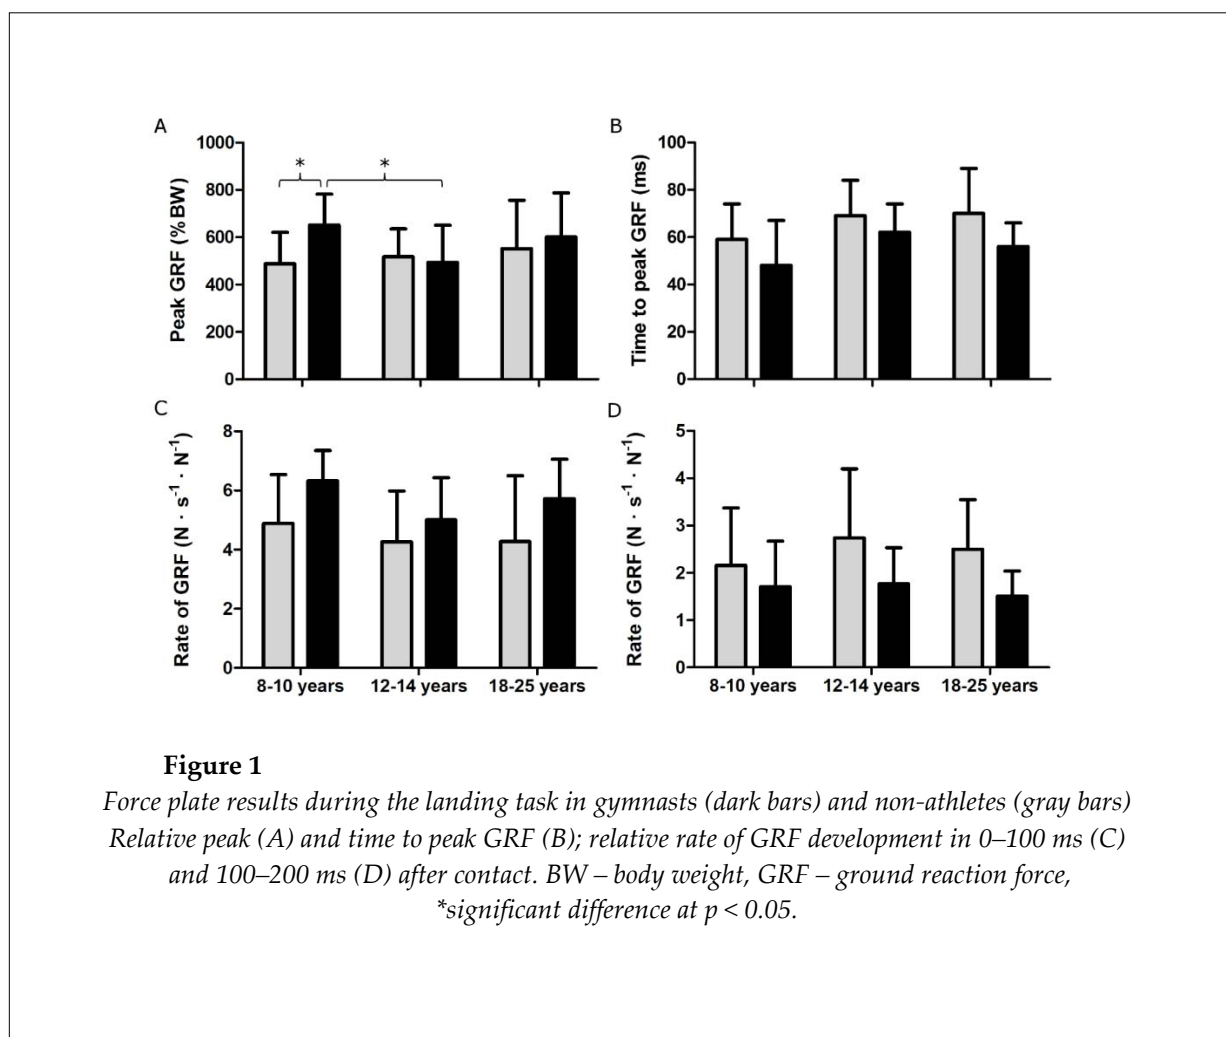 A
1000
800
600
400
200
0
Peak GRF (%BW)
*
*
B
100
80
60
40
20
0
Time to peak GRF (ms)
C
8
6
4
2
0
Rate of GRF (N · s⁻¹ · N⁻¹)
8-10 years 12-14 years 18-25 years
D
5
4
3
2
1
0
Rate of GRF (N · s⁻¹ · N⁻¹)
8-10 years 12-14 years 18-25 years
Figure 1
Force plate results during the landing task in gymnasts (dark bars) and non-athletes (gray bars)
Relative peak (A) and time to peak GRF (B); relative rate of GRF development in 0–100 ms (C)
and 100–200 ms (D) after contact. BW – body weight, GRF – ground reaction force,
*significant difference at p < 0.05.